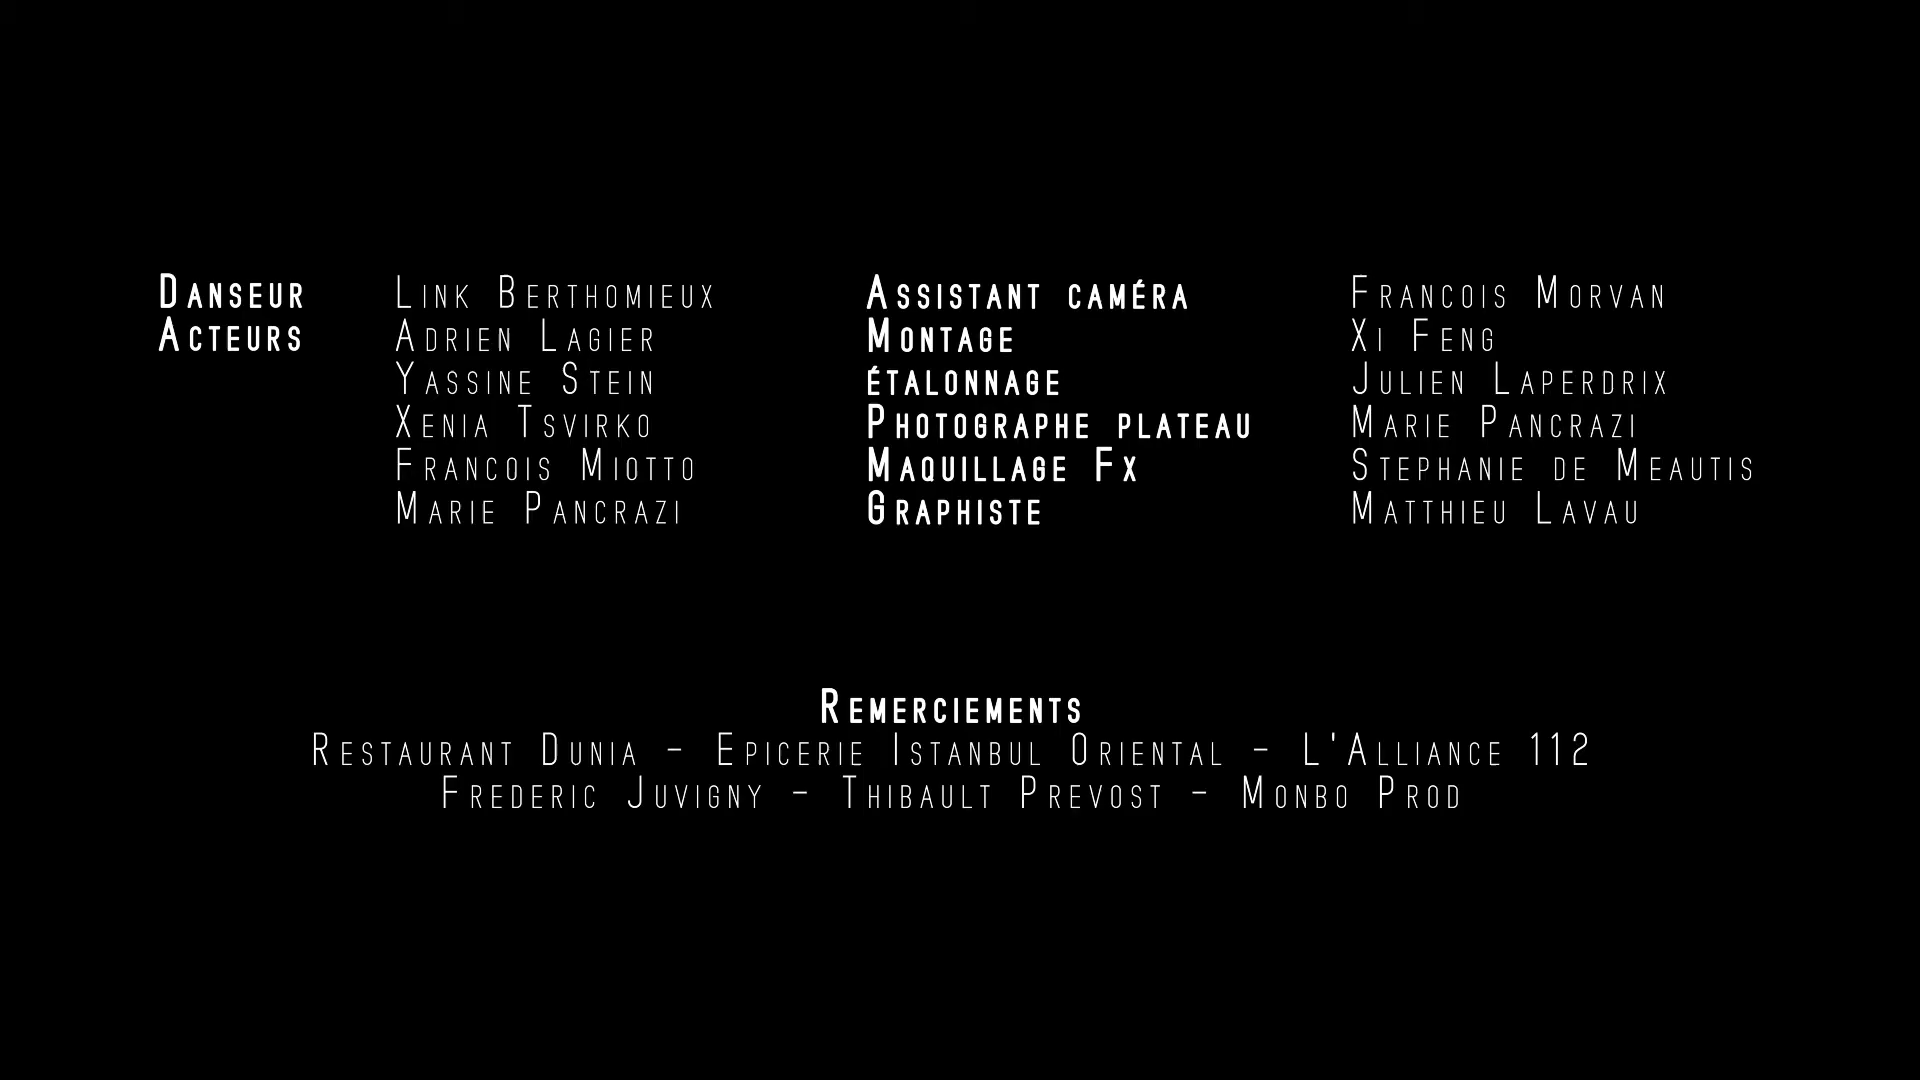 Danseur Link Berthomieux
Acteurs Adrien Lagier
Yassine Stein
Xenia Tsvirko
Francois Miotto
Marie Pancrazi
Assistant caméra Francois Morvan
Montage Xi Feng
étalonnage Julien Laperdrix
Photographe plateau Marie Pancrazi
Maquillage Fx Stephanie de Meautis
Graphiste Matthieu Lavau
Remerciements
Restaurant Dunia - Epicerie Istanbul Oriental - L'Alliance 112
Frederic Juvigny - Thibault Prevost - Monbo Prod